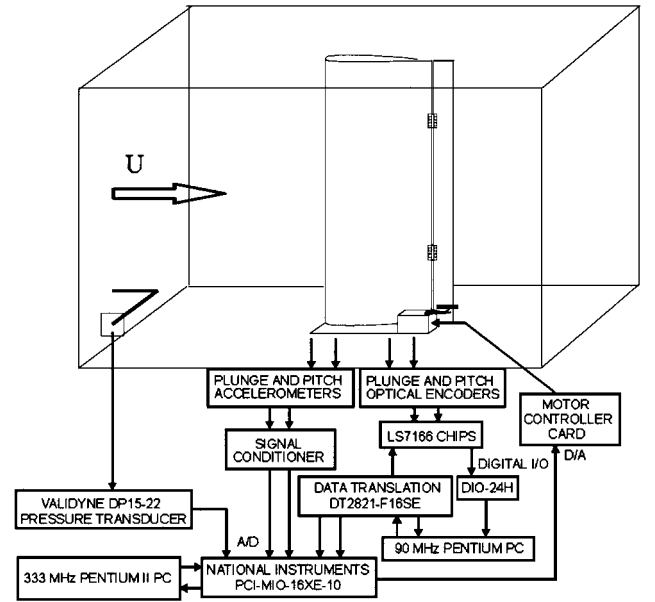 U
PLUNGE AND PITCH
ACCELEROMETERS
PLUNGE AND PITCH
OPTICAL ENCODERS
MOTOR
CONTROLLER
CARD
SIGNAL
CONDITIONER
LS7166 CHIPS
D/A
DIGITAL I/O
DATA TRANSLATION
DT2821-F16SE
DIO-24H
VALIDYNE DP15-22
PRESSURE TRANSDUCER
A/D
90 MHz PENTIUM PC
333 MHz PENTIUM II PC
NATIONAL INSTRUMENTS
PCI-MIO-16XE-10